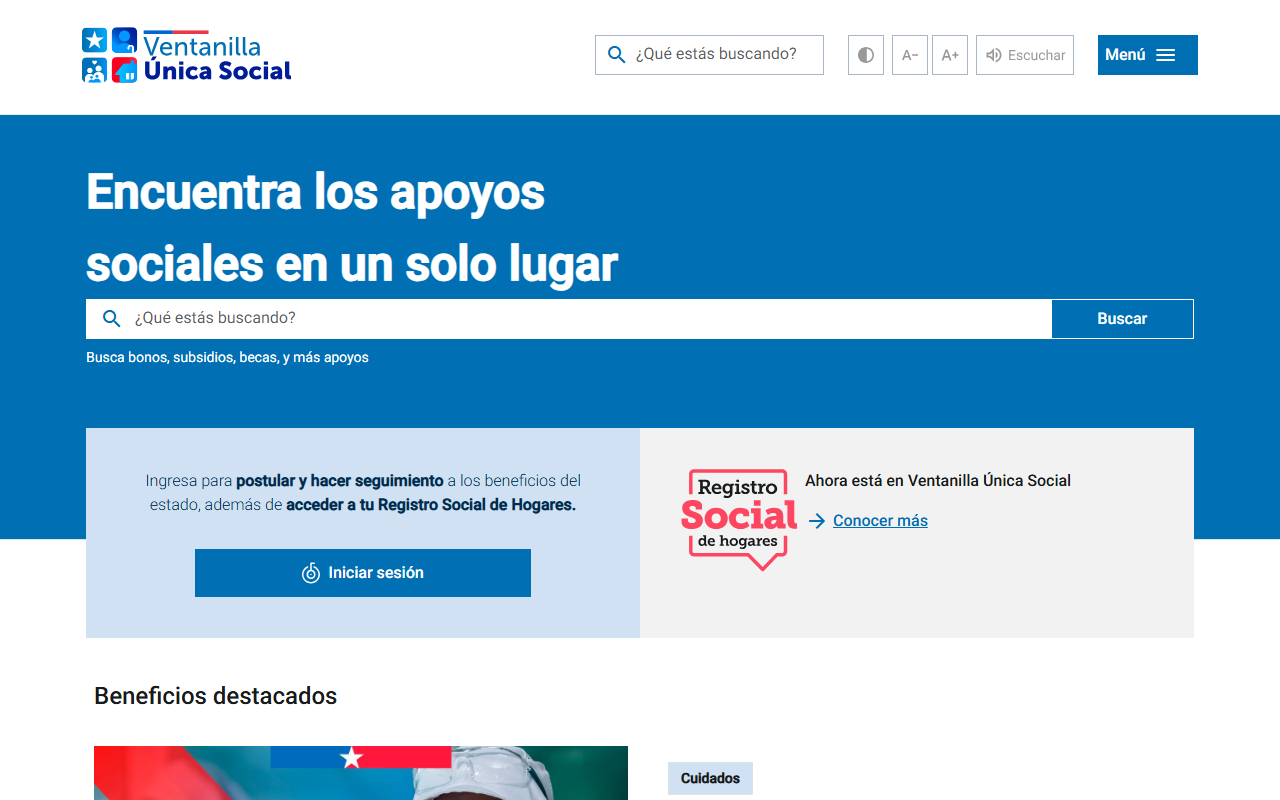 Ventanilla
Única Social
¿Qué estás buscando?
A-
A+
Escuchar
Menú
Encuentra los apoyos
sociales en un solo lugar
¿Qué estás buscando?
Buscar
Busca bonos, subsidios, becas, y más apoyos
Ingresa para postular y hacer seguimiento a los beneficios del
estado, además de acceder a tu Registro Social de Hogares.
Iniciar sesión
Registro
Social
de hogares
Ahora está en Ventanilla Única Social
Conocer más
Beneficios destacados
Cuidados